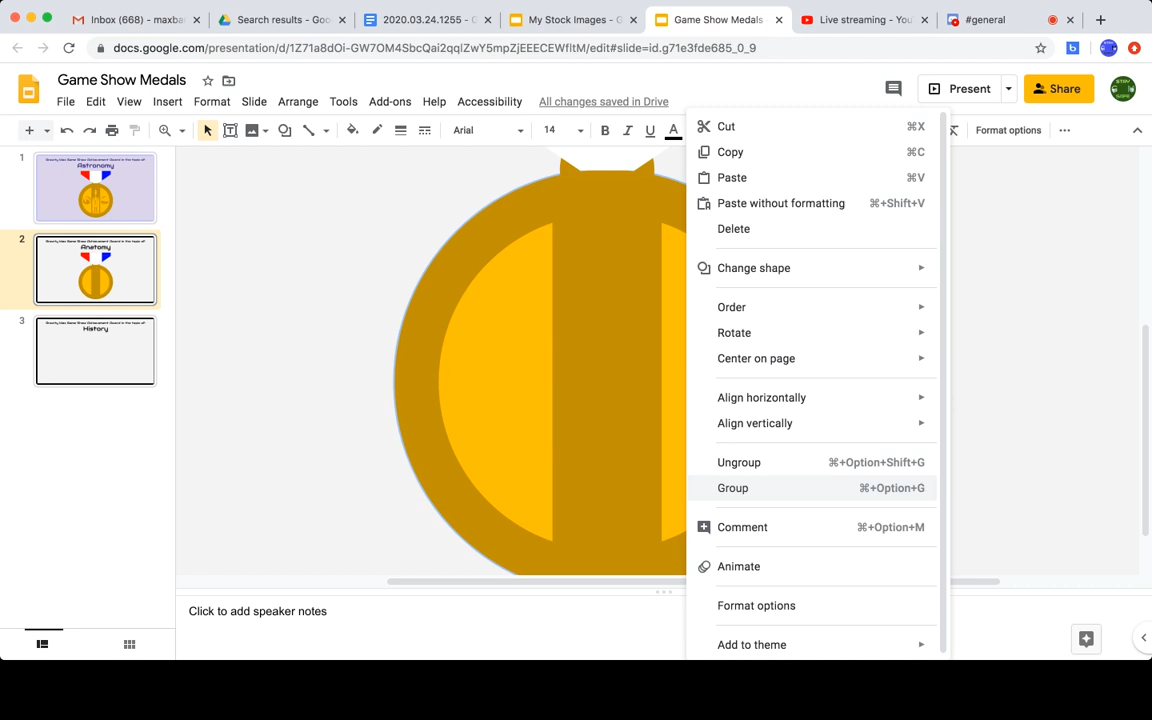 Inbox (668) - maxba
Search results - Goo
2020.03.24.1255 - G
My Stock Images - G
Game Show Medals
Live streaming - You
#general
docs.google.com/presentation/d/1Z71a8dOi-GW7OM4SbcQai2qqlZwY5mpZjEEECEWfltM/edit#slide=id.g71e3fde685_0_9
Game Show Medals
File Edit View Insert Format Slide Arrange Tools Add-ons Help Accessibility All changes saved in Drive
Present
Share
Arial
14
B I U A
Format options
1
Astronomy
2
Anatomy
3
History
Cut ⌘X
Copy ⌘C
Paste ⌘V
Paste without formatting ⌘+Shift+V
Delete
Change shape
Order
Rotate
Center on page
Align horizontally
Align vertically
Ungroup ⌘+Option+Shift+G
Group ⌘+Option+G
Comment ⌘+Option+M
Animate
Format options
Add to theme
Click to add speaker notes